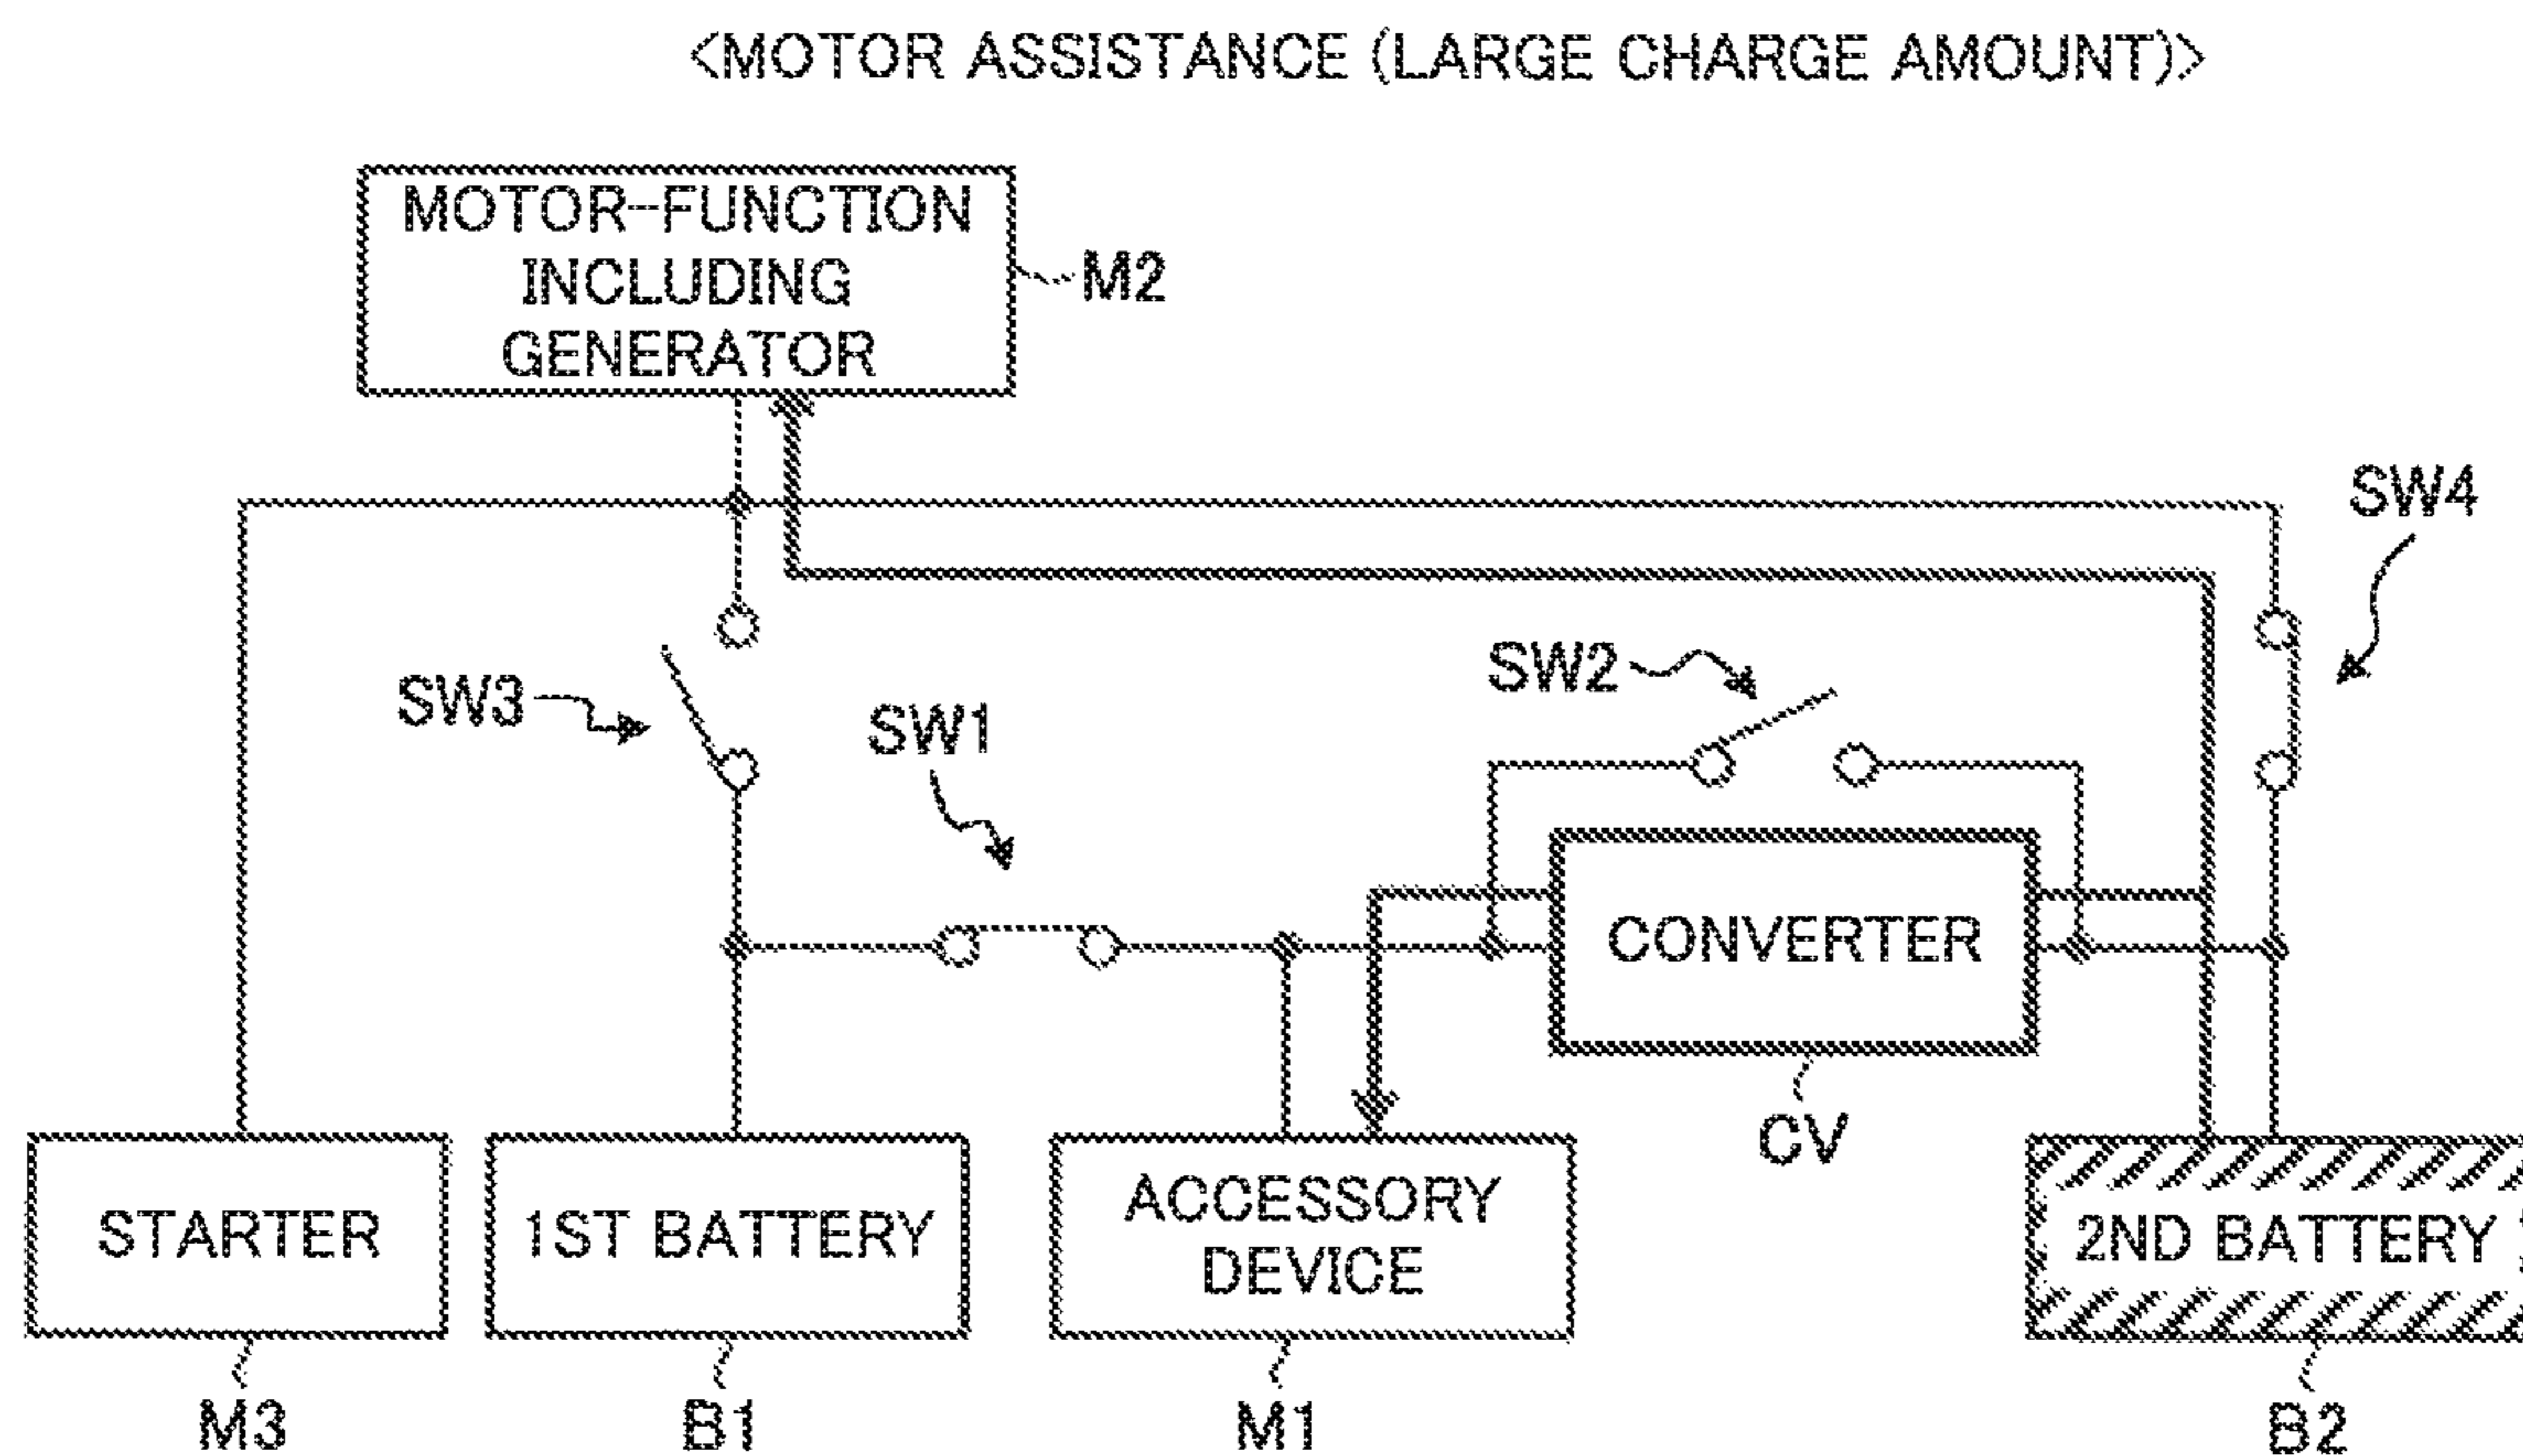 <MOTOR ASSISTANCE (LARGE CHARGE AMOUNT)>
MOTOR-FUNCTION
INCLUDING
GENERATOR
M2
SW4
SW2
SW3
SW1
CONVERTER
CV
STARTER
1ST BATTERY
ACCESSORY
DEVICE
2ND BATTERY
M3
B1
M1
B2